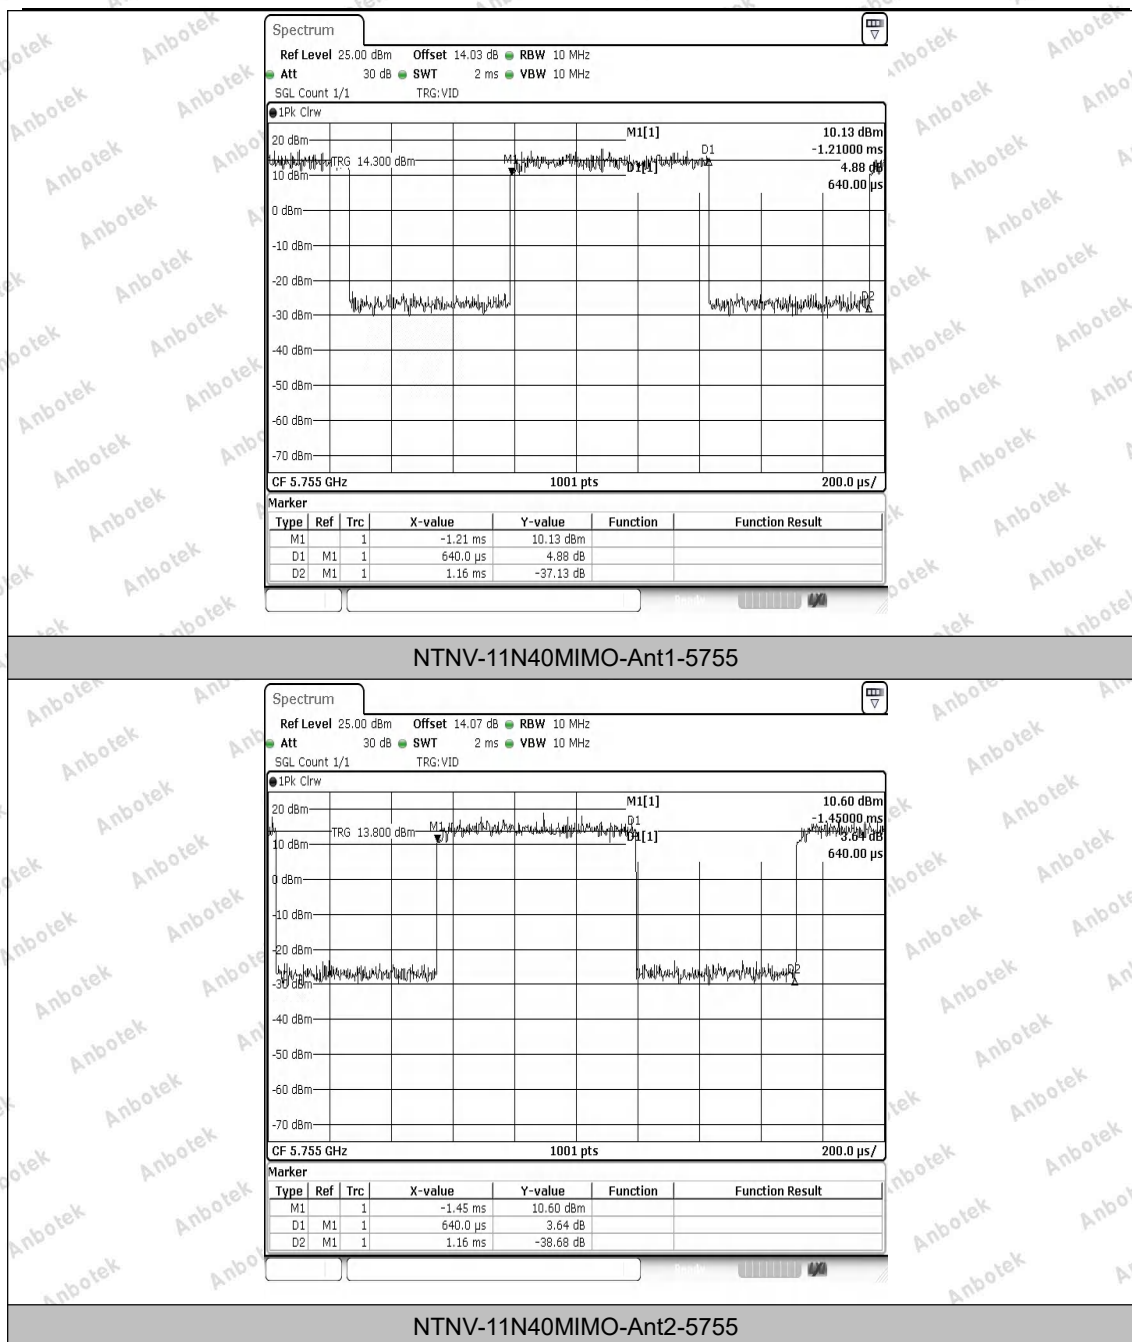 Spectrum
Ref Level 25.00 dBm Offset 14.03 dB RBW 10 MHz
Att 30 dB SWT 2 ms VBW 10 MHz
SGL Count 1/1 TRG:VID
1Pk Clrw
M1[1] 10.13 dBm
-1.21000 ms
D1[1] 4.88 dB
640.00 µs
20 dBm
TRG 14.300 dBm
M1
D1
10 dBm
0 dBm
-10 dBm
-20 dBm
D2
-30 dBm
-40 dBm
-50 dBm
-60 dBm
-70 dBm
CF 5.755 GHz 1001 pts 200.0 µs/
Marker
Type Ref Trc X-value Y-value Function Function Result
M1 1 -1.21 ms 10.13 dBm
D1 M1 1 640.0 µs 4.88 dB
D2 M1 1 1.16 ms -37.13 dB
NTNV-11N40MIMO-Ant1-5755
Spectrum
Ref Level 25.00 dBm Offset 14.07 dB RBW 10 MHz
Att 30 dB SWT 2 ms VBW 10 MHz
SGL Count 1/1 TRG:VID
1Pk Clrw
M1[1] 10.60 dBm
-1.45000 ms
D1[1] 3.64 dB
640.00 µs
20 dBm
TRG 13.800 dBm
M1
D1
10 dBm
0 dBm
-10 dBm
-20 dBm
D2
-30 dBm
-40 dBm
-50 dBm
-60 dBm
-70 dBm
CF 5.755 GHz 1001 pts 200.0 µs/
Marker
Type Ref Trc X-value Y-value Function Function Result
M1 1 -1.45 ms 10.60 dBm
D1 M1 1 640.0 µs 3.64 dB
D2 M1 1 1.16 ms -38.68 dB
NTNV-11N40MIMO-Ant2-5755
Anbotek